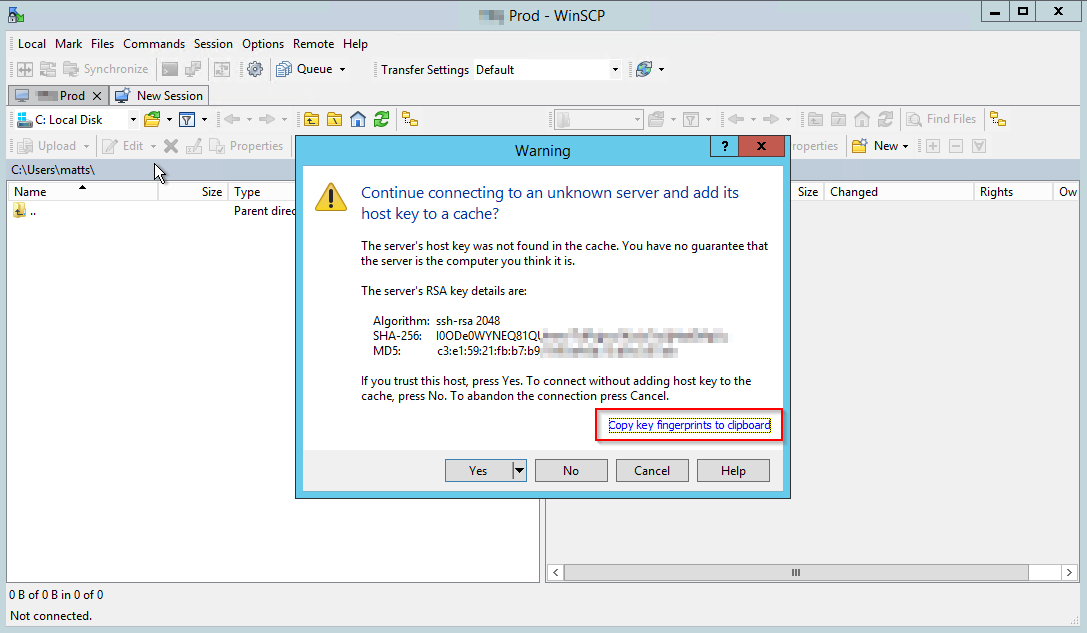 Prod - WinSCP
Local Mark Files Commands Session Options Remote Help
Synchronize Queue Transfer Settings Default
Prod × New Session
C: Local Disk Find Files
Upload Edit Properties roperties New
C:\Users\matts\
Name Size Type Size Changed Rights Ow
.. Parent direc
Warning
?
Continue connecting to an unknown server and add its
host key to a cache?
The server's host key was not found in the cache. You have no guarantee that
the server is the computer you think it is.
The server's RSA key details are:
Algorithm: ssh-rsa 2048
SHA-256: l0ODe0WYNEQ81QU
MD5: c3:e1:59:21:fb:b7:b9
If you trust this host, press Yes. To connect without adding host key to the
cache, press No. To abandon the connection press Cancel.
Copy key fingerprints to clipboard
Yes No Cancel Help
0 B of 0 B in 0 of 0
Not connected.